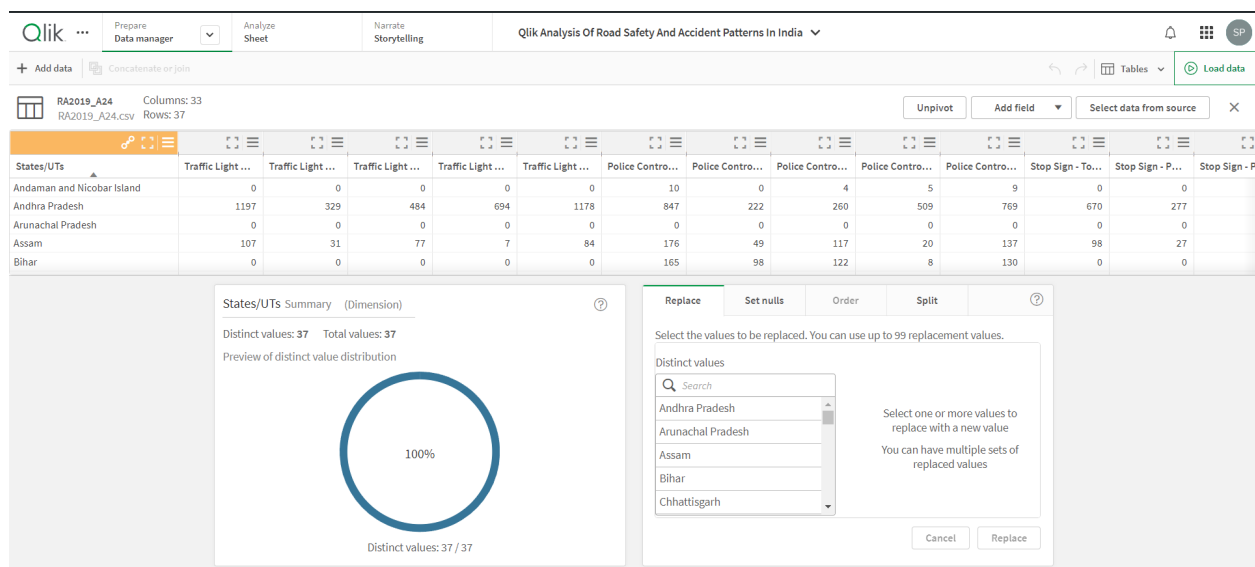 Qlik ... Prepare Data manager Analyze Sheet Narrate Storytelling Qlik Analysis Of Road Safety And Accident Patterns In India SP
+ Add data Concatenate or join Tables Load data
RA2019_A24 Columns: 33
RA2019_A24.csv Rows: 37
Unpivot Add field Select data from source
States/UTs Traffic Light ... Traffic Light ... Traffic Light ... Traffic Light ... Traffic Light ... Police Contro... Police Contro... Police Contro... Police Contro... Police Contro... Stop Sign - To... Stop Sign - P... Stop Sign - P
Andaman and Nicobar Island 0 0 0 0 0 10 0 4 5 9 0 0
Andhra Pradesh 1197 329 484 694 1178 847 222 260 509 769 670 277
Arunachal Pradesh 0 0 0 0 0 0 0 0 0 0 0 0
Assam 107 31 77 7 84 176 49 117 20 137 98 27
Bihar 0 0 0 0 0 165 98 122 8 130 0 0
States/UTs Summary (Dimension)
Distinct values: 37 Total values: 37
Preview of distinct value distribution
100%
Distinct values: 37 / 37
Replace Set nulls Order Split
Select the values to be replaced. You can use up to 99 replacement values.
Distinct values
Search
Andhra Pradesh
Arunachal Pradesh
Assam
Bihar
Chhattisgarh
Select one or more values to
replace with a new value
You can have multiple sets of
replaced values
Cancel Replace